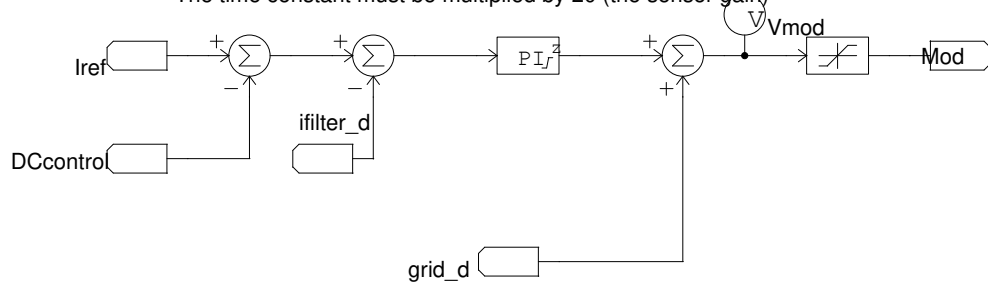 The time constant must be multiplied by 20 (the sensor gain)
V
Vmod
+
+
+
Iref
Σ
Σ
PI
z
Σ
Mod
−
−
+
ifilter_d
DCcontrol
grid_d